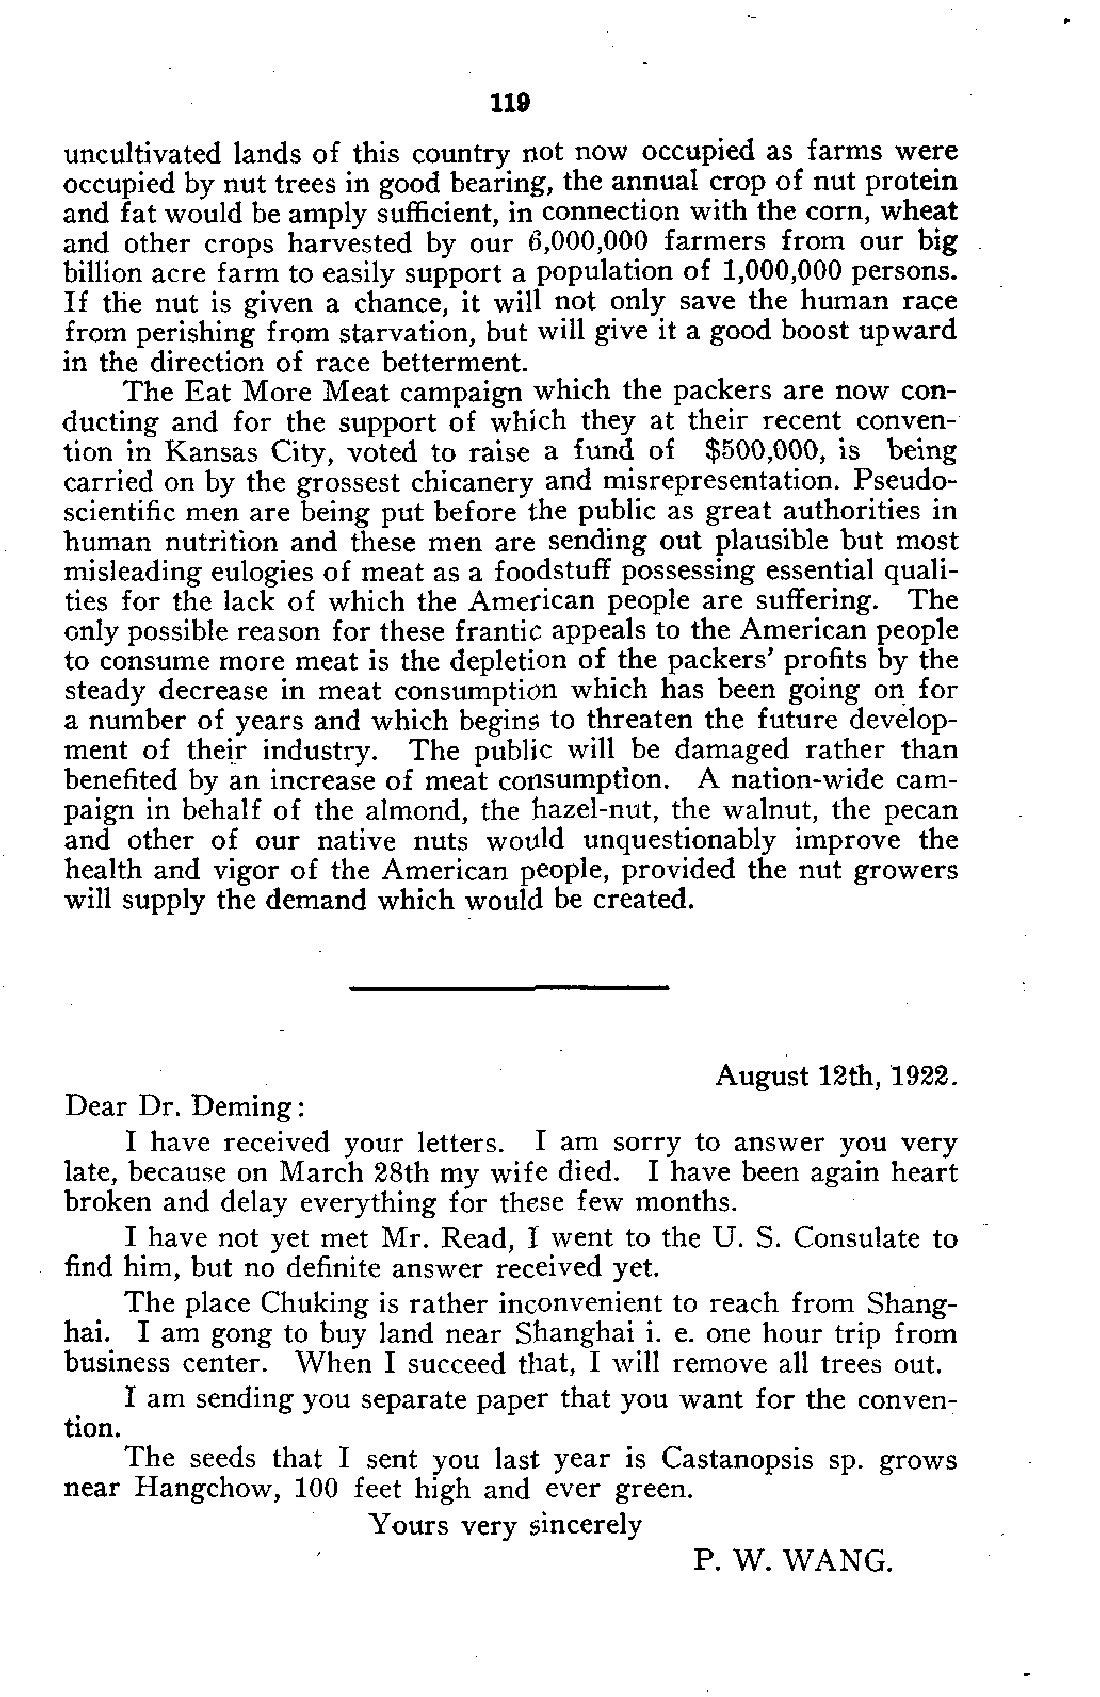 119
uncultivated lands of this country not now occupied as farms were
occupied by nut trees in good bearing, the annual crop of nut protein
and fat would be amply sufficient, in connection with the corn, wheat
and other crops harvested by our 6,000,000 farmers from our big
billion acre farm to easily support a population of 1,000,000 persons.
If the nut is given a chance, it will not only save the human race
from perishing from starvation, but will give it a good boost upward
in the direction of race betterment.
The Eat More Meat campaign which the packers are now con-
ducting and for the support of which they at their recent conven-
tion in Kansas City, voted to raise a fund of $500,000, is being
carried on by the grossest chicanery and misrepresentation. Pseudo-
scientific men are being put before the public as great authorities in
human nutrition and these men are sending out plausible but most
misleading eulogies of meat as a foodstuff possessing essential quali-
ties for the lack of which the American people are suffering. The
only possible reason for these frantic appeals to the American people
to consume more meat is the depletion of the packers' profits by the
steady decrease in meat consumption which has been going on for
a number of years and which begins to threaten the future develop-
ment of their industry. The public will be damaged rather than
benefited by an increase of meat consumption. A nation-wide cam-
paign in behalf of the almond, the hazel-nut, the walnut, the pecan
and other of our native nuts would unquestionably improve the
health and vigor of the American people, provided the nut growers
will supply the demand which would be created.
August 12th, 1922.
Dear Dr. Deming:
I have received your letters. I am sorry to answer you very
late, because on March 28th my wife died. I have been again heart
broken and delay everything for these few months.
I have not yet met Mr. Read, I went to the U. S. Consulate to
find him, but no definite answer received yet.
The place Chuking is rather inconvenient to reach from Shang-
hai. I am gong to buy land near Shanghai i. e. one hour trip from
business center. When I succeed that, I will remove all trees out.
I am sending you separate paper that you want for the conven-
tion.
The seeds that I sent you last year is Castanopsis sp. grows
near Hangchow, 100 feet high and ever green.
Yours very sincerely
P. W. WANG.